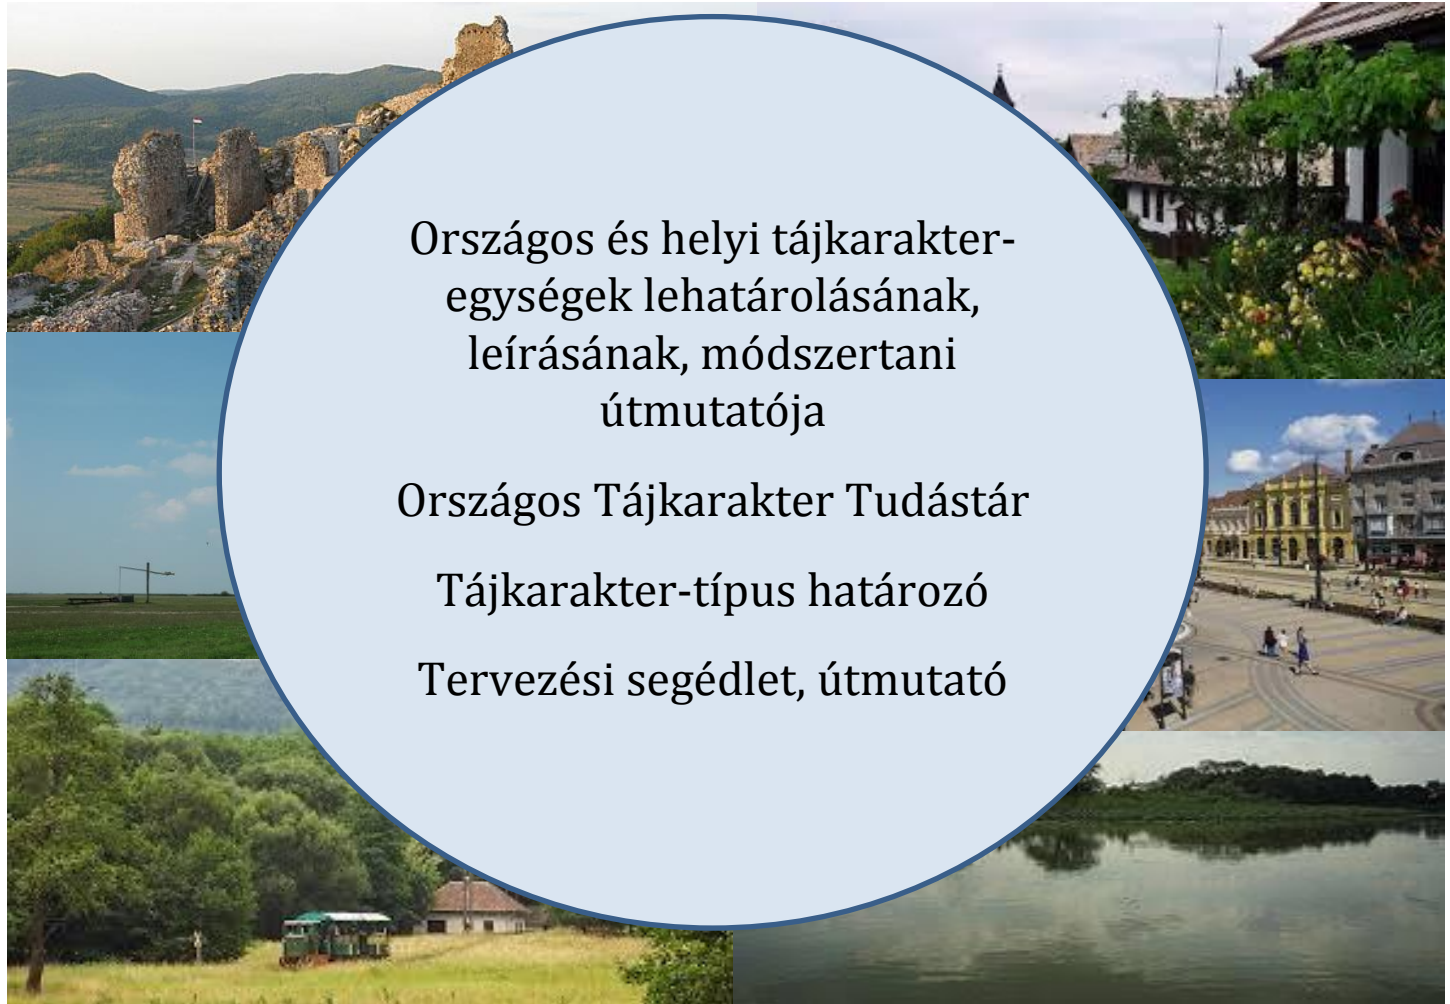 Országos és helyi tájkarakter-
egységek lehatárolásának,
leírásának, módszertani
útmutatója
Országos Tájkarakter Tudástár
Tájkarakter-típus határozó
Tervezési segédlet, útmutató